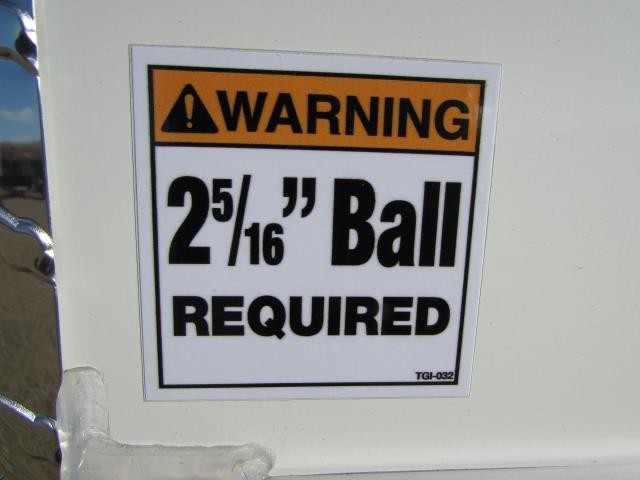 WARNING
2 5/16” Ball
REQUIRED
TGI-032